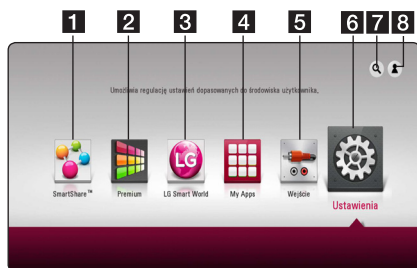 1 2 3 4 5 6 7 8
Umożliwia regulację ustawień dopasowanych do środowiska użytkownika.
LG
SmartShare™ Premium LG Smart World My Apps Wejście Ustawienia